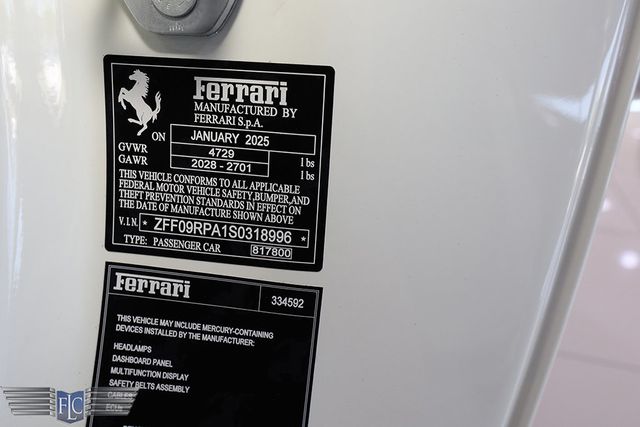 Ferrari
MANUFACTURED BY
FERRARI S.p.A.
ON JANUARY 2025
GVWR 4729 lbs
GAWR 2028 - 2701 lbs
THIS VEHICLE CONFORMS TO ALL APPLICABLE
FEDERAL MOTOR VEHICLE SAFETY,BUMPER,AND
THEFT PREVENTION STANDARDS IN EFFECT ON
THE DATE OF MANUFACTURE SHOWN ABOVE
V.I.N. * ZFF09RPA1S0318996 *
TYPE: PASSENGER CAR 817800
Ferrari 334592
THIS VEHICLE MAY INCLUDE MERCURY-CONTAINING
DEVICES INSTALLED BY THE MANUFACTURER:
HEADLAMPS
DASHBOARD PANEL
MULTIFUNCTION DISPLAY
SAFETY BELTS ASSEMBLY
FLC